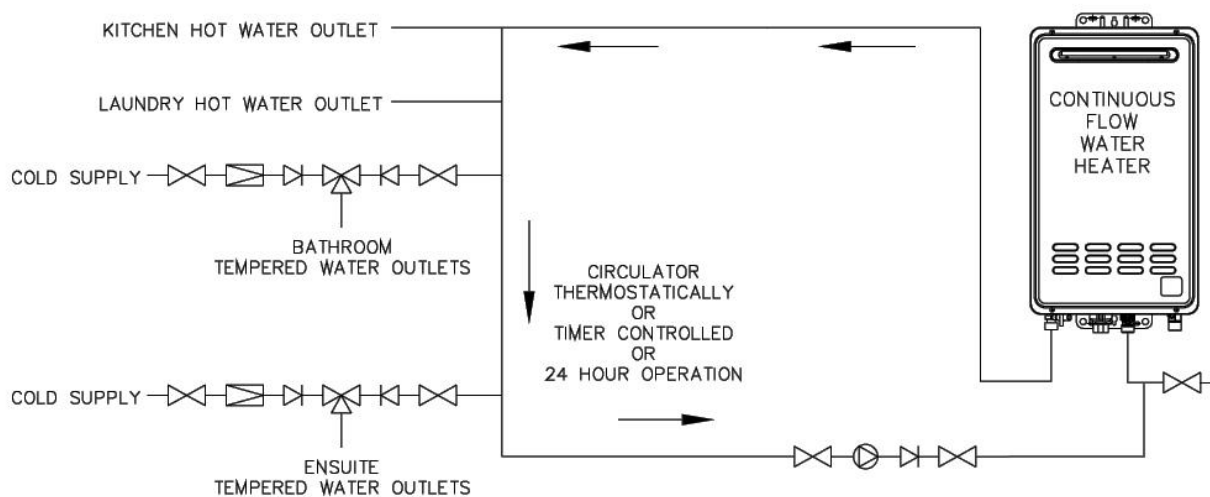 KITCHEN HOT WATER OUTLET
LAUNDRY HOT WATER OUTLET
COLD SUPPLY
BATHROOM
TEMPERED WATER OUTLETS
COLD SUPPLY
ENSUITE
TEMPERED WATER OUTLETS
CIRCULATOR
THERMOSTATICALLY
OR
TIMER CONTROLLED
OR
24 HOUR OPERATION
CONTINUOUS
FLOW
WATER
HEATER